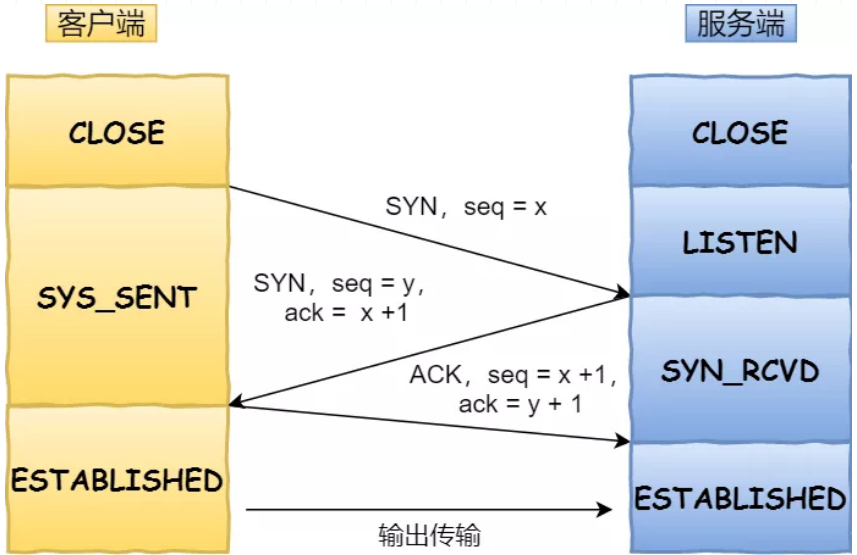 客户端
服务端
CLOSE
CLOSE
SYN，seq = x
LISTEN
SYS_SENT
SYN，seq = y，
ack = x +1
SYN_RCVD
ACK，seq = x +1，
ack = y + 1
ESTABLISHED
ESTABLISHED
输出传输